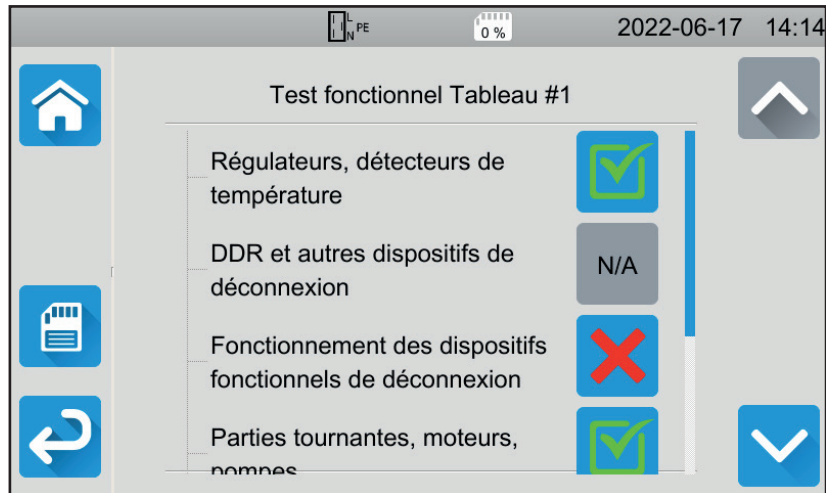 L
N PE
0 %
2022-06-17 14:14
Test fonctionnel Tableau #1
Régulateurs, détecteurs de
température
DDR et autres dispositifs de
déconnexion
N/A
Fonctionnement des dispositifs
fonctionnels de déconnexion
Parties tournantes, moteurs,
pompes